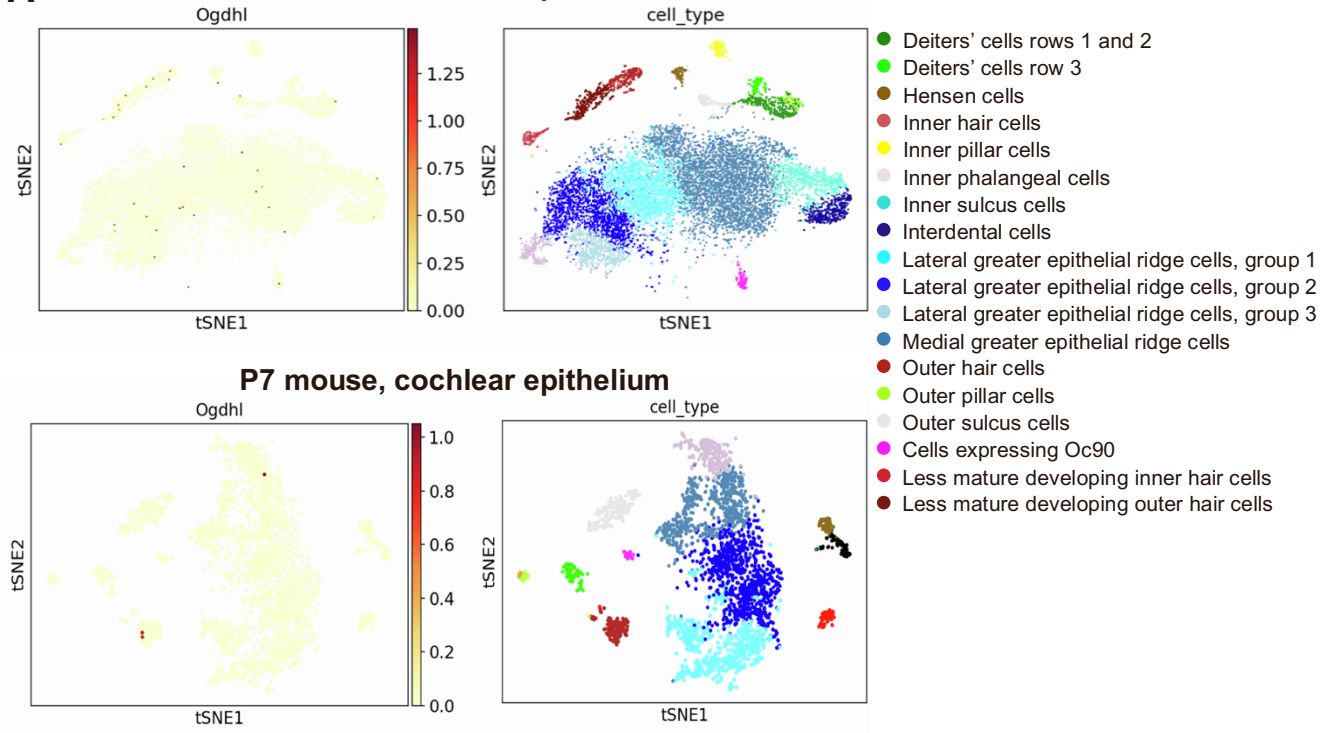 Ogdhl
cell_type
1.25
1.00
0.75
0.50
0.25
0.00
tSNE2
tSNE2
tSNE1
tSNE1
Deiters’ cells rows 1 and 2
Deiters’ cells row 3
Hensen cells
Inner hair cells
Inner pillar cells
Inner phalangeal cells
Inner sulcus cells
Interdental cells
Lateral greater epithelial ridge cells, group 1
Lateral greater epithelial ridge cells, group 2
Lateral greater epithelial ridge cells, group 3
Medial greater epithelial ridge cells
Outer hair cells
Outer pillar cells
Outer sulcus cells
Cells expressing Oc90
Less mature developing inner hair cells
Less mature developing outer hair cells
P7 mouse, cochlear epithelium
Ogdhl
cell_type
1.0
0.8
0.6
0.4
0.2
0.0
tSNE2
tSNE2
tSNE1
tSNE1